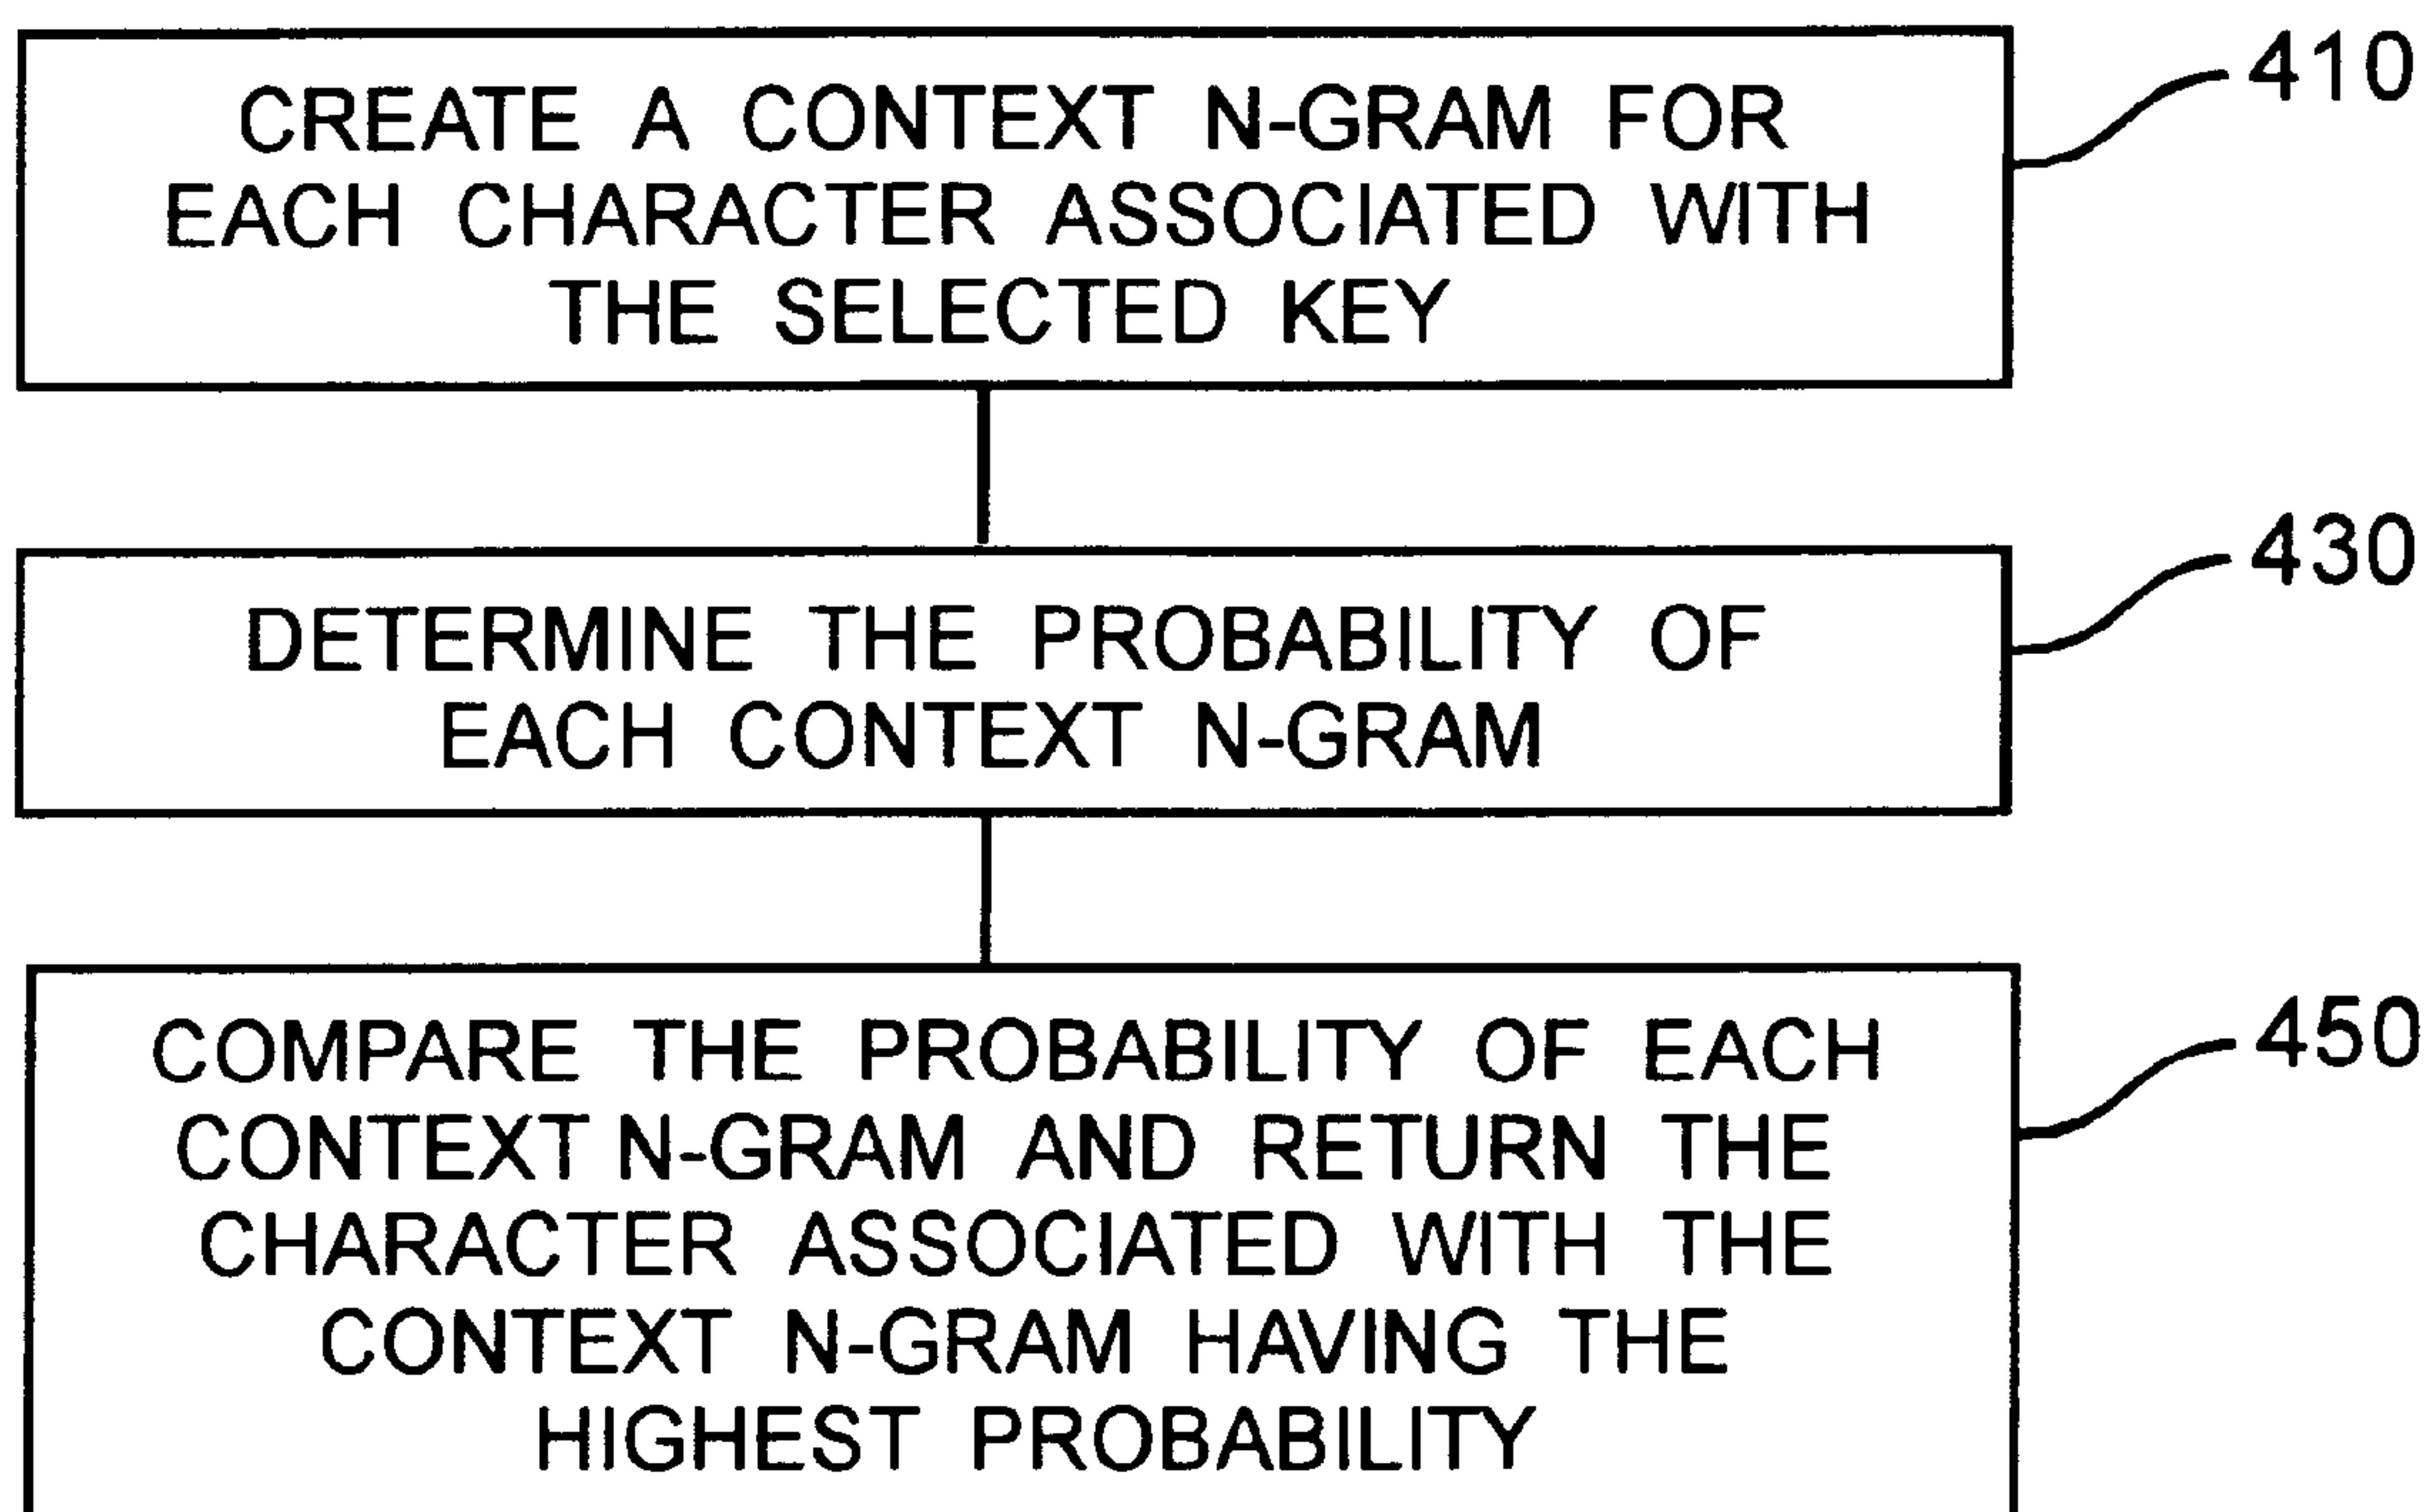 CREATE A CONTEXT N-GRAM FOR
EACH CHARACTER ASSOCIATED WITH
THE SELECTED KEY
410
DETERMINE THE PROBABILITY OF
EACH CONTEXT N-GRAM
430
COMPARE THE PROBABILITY OF EACH
CONTEXT N-GRAM AND RETURN THE
CHARACTER ASSOCIATED WITH THE
CONTEXT N-GRAM HAVING THE
HIGHEST PROBABILITY
450